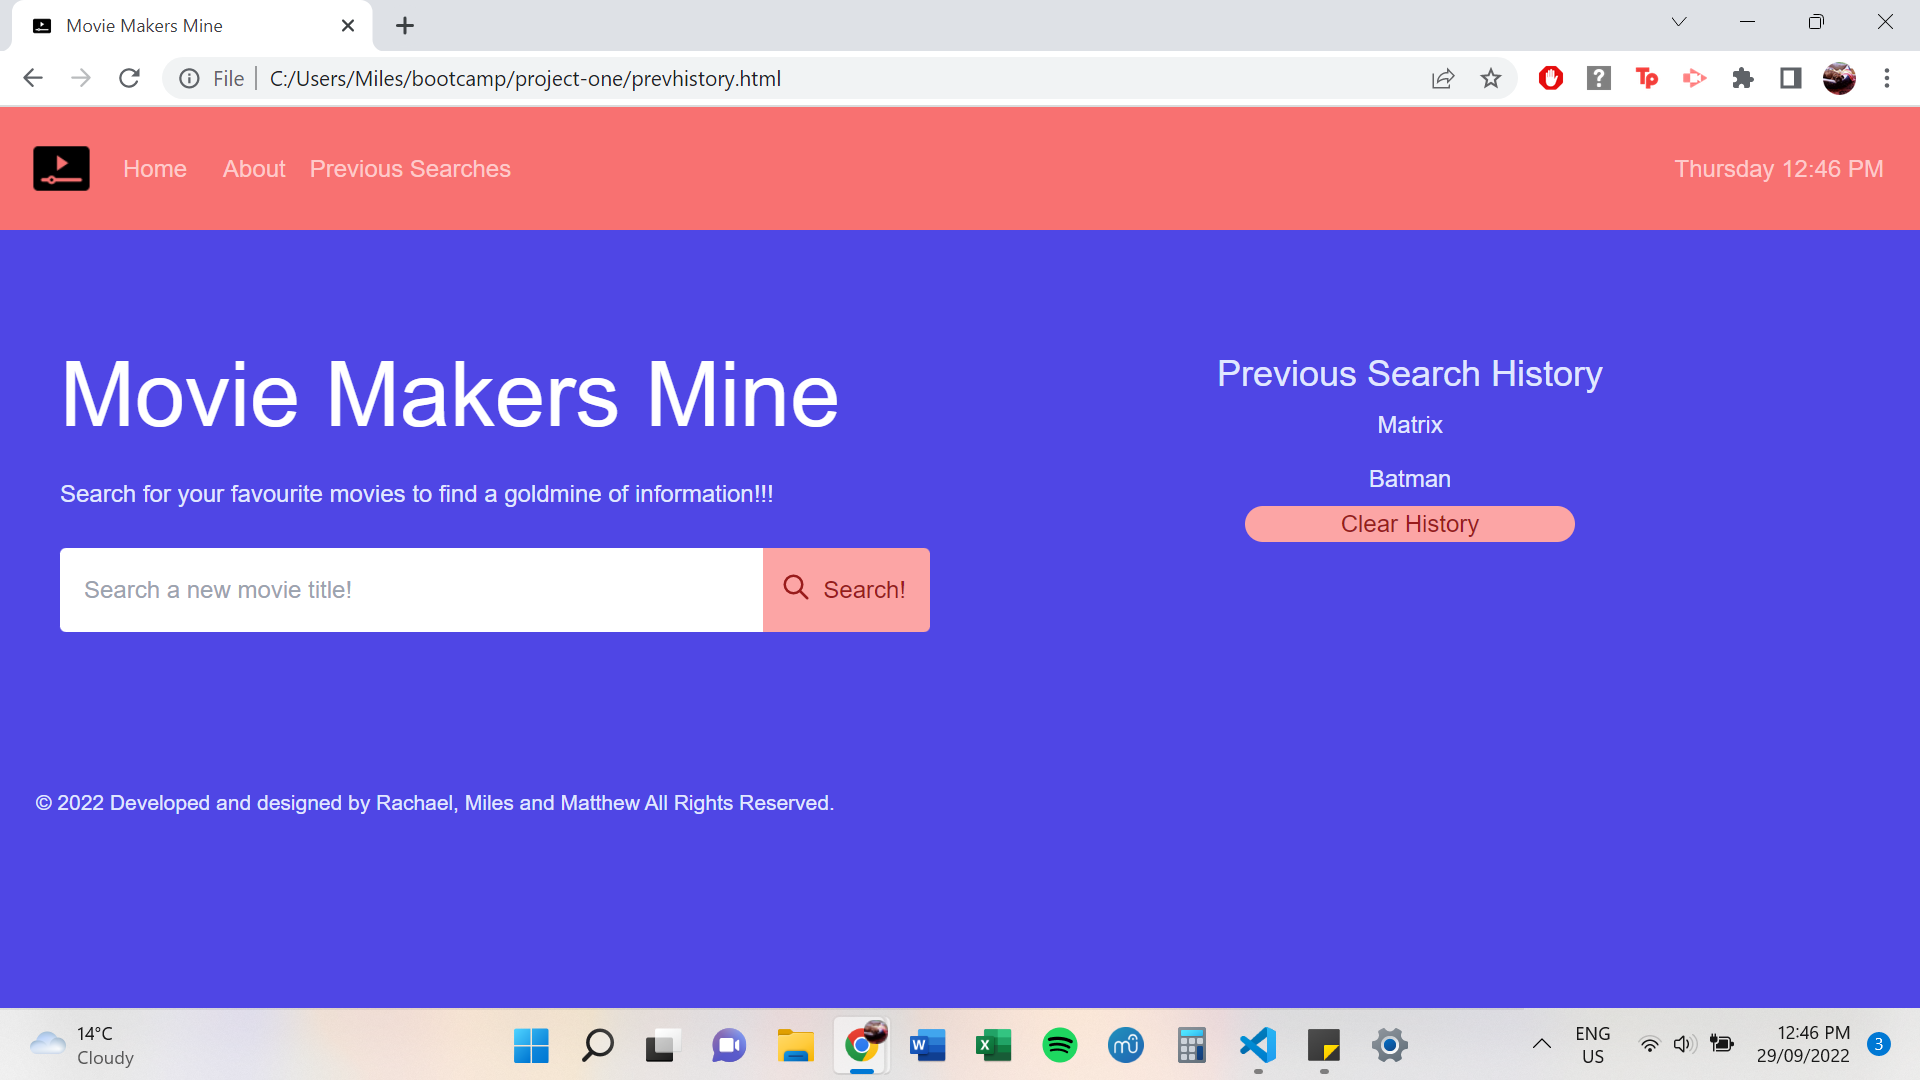 Movie Makers Mine
File C:/Users/Miles/bootcamp/project-one/prevhistory.html
Tp
Home About Previous Searches Thursday 12:46 PM
Movie Makers Mine
Search for your favourite movies to find a goldmine of information!!!
Search a new movie title! Search!
Previous Search History
Matrix
Batman
Clear History
© 2022 Developed and designed by Rachael, Miles and Matthew All Rights Reserved.
14°C
Cloudy
W
X
ENG
US
12:46 PM
29/09/2022
3